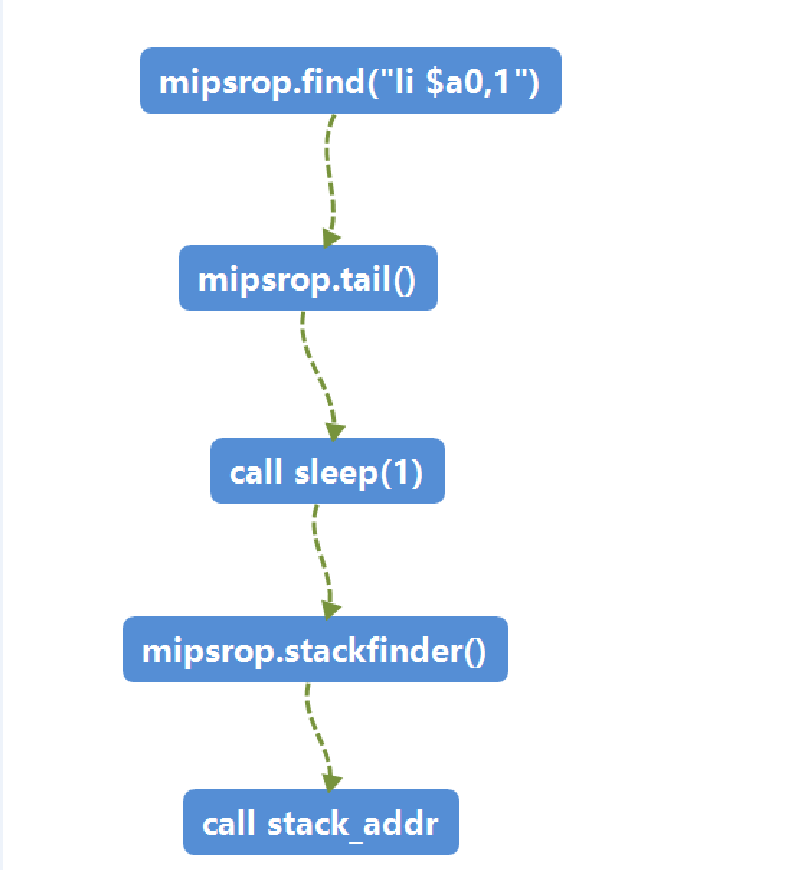 mipsrop.find("li $a0,1")
mipsrop.tail()
call sleep(1)
mipsrop.stackfinder()
call stack_addr